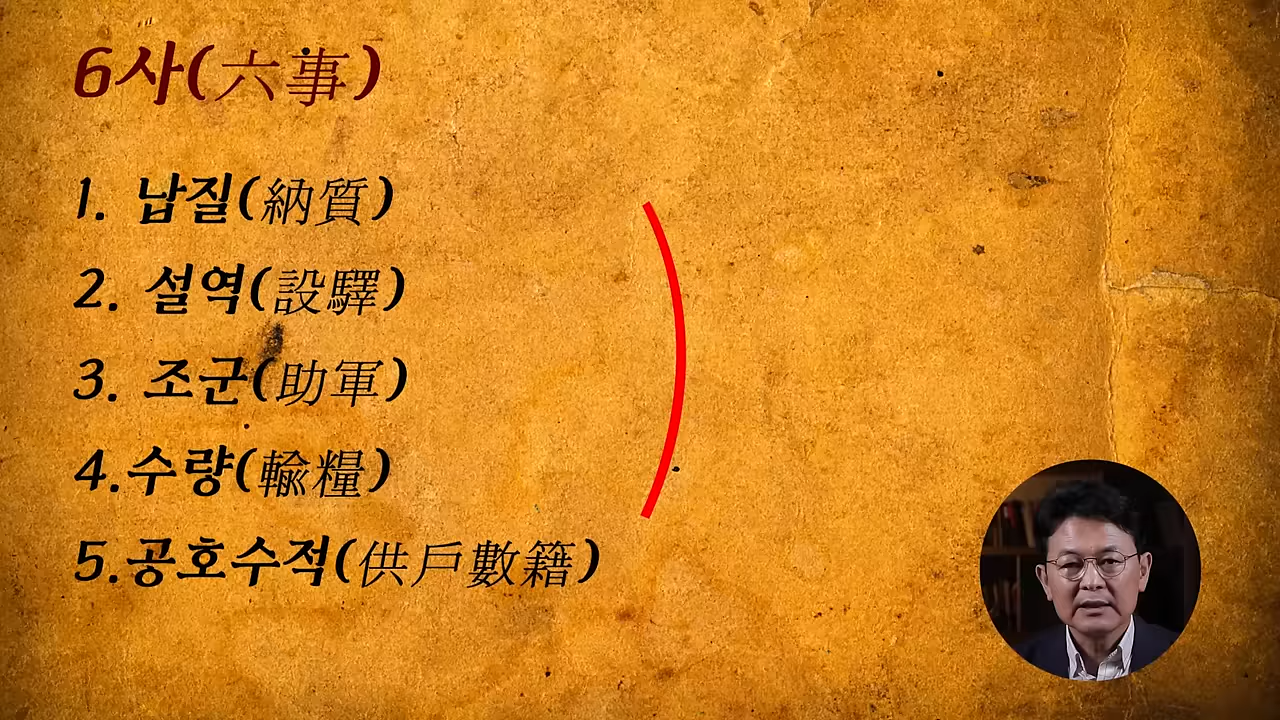 6사(六事)
1. 납질(納質)
2. 설역(設驛)
3. 조군(助軍)
4.수량(輸糧)
5.공호수적(供戶數籍)